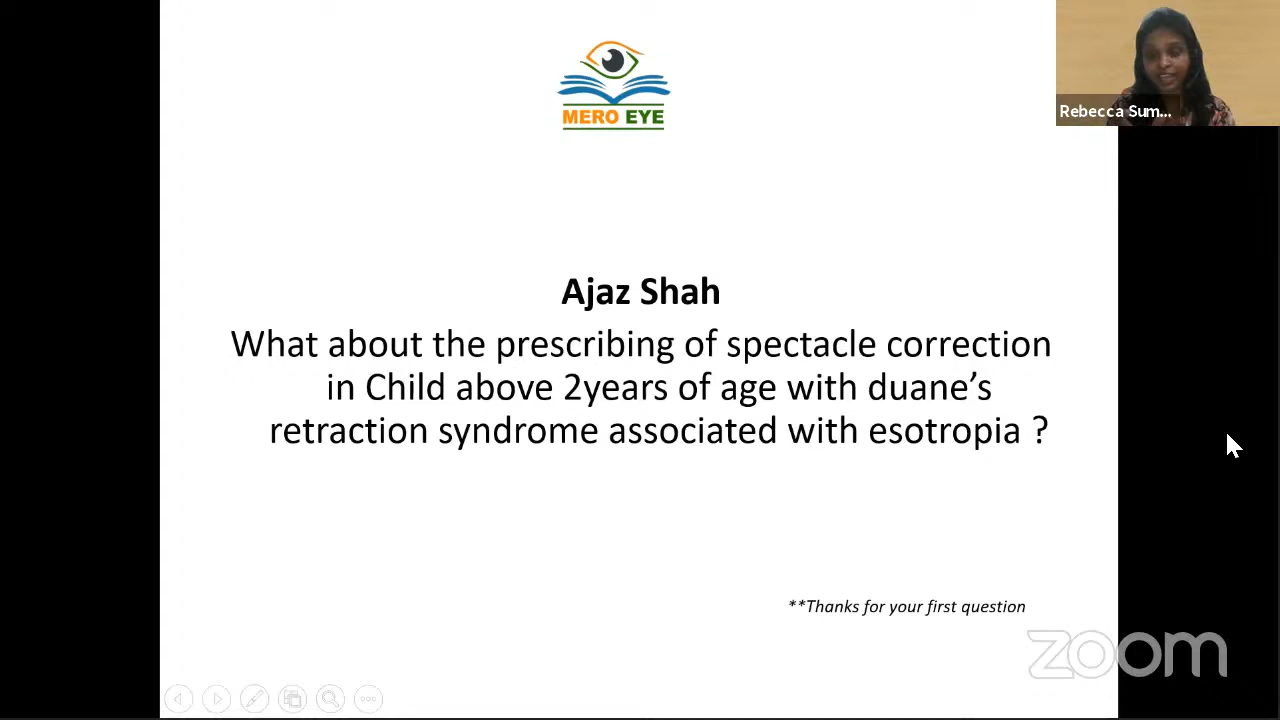 MERO EYE
Rebecca Sum...
Ajaz Shah
What about the prescribing of spectacle correction
in Child above 2years of age with duane’s
retraction syndrome associated with esotropia ?
**Thanks for your first question
zoom